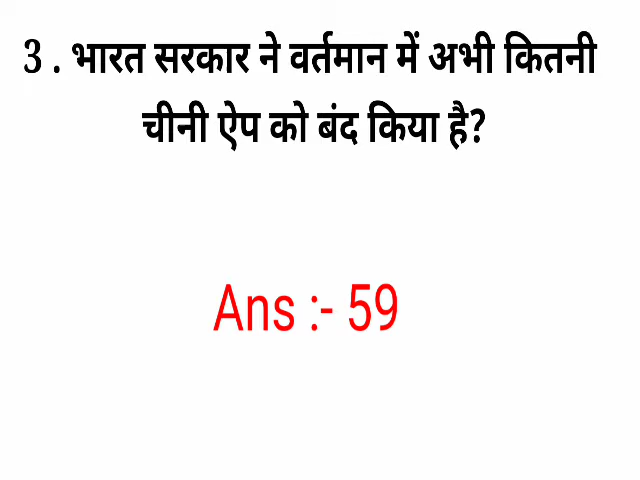 3 . भारत सरकार ने वर्तमान में अभी कितनी
चीनी ऐप को बंद किया है?
Ans :- 59